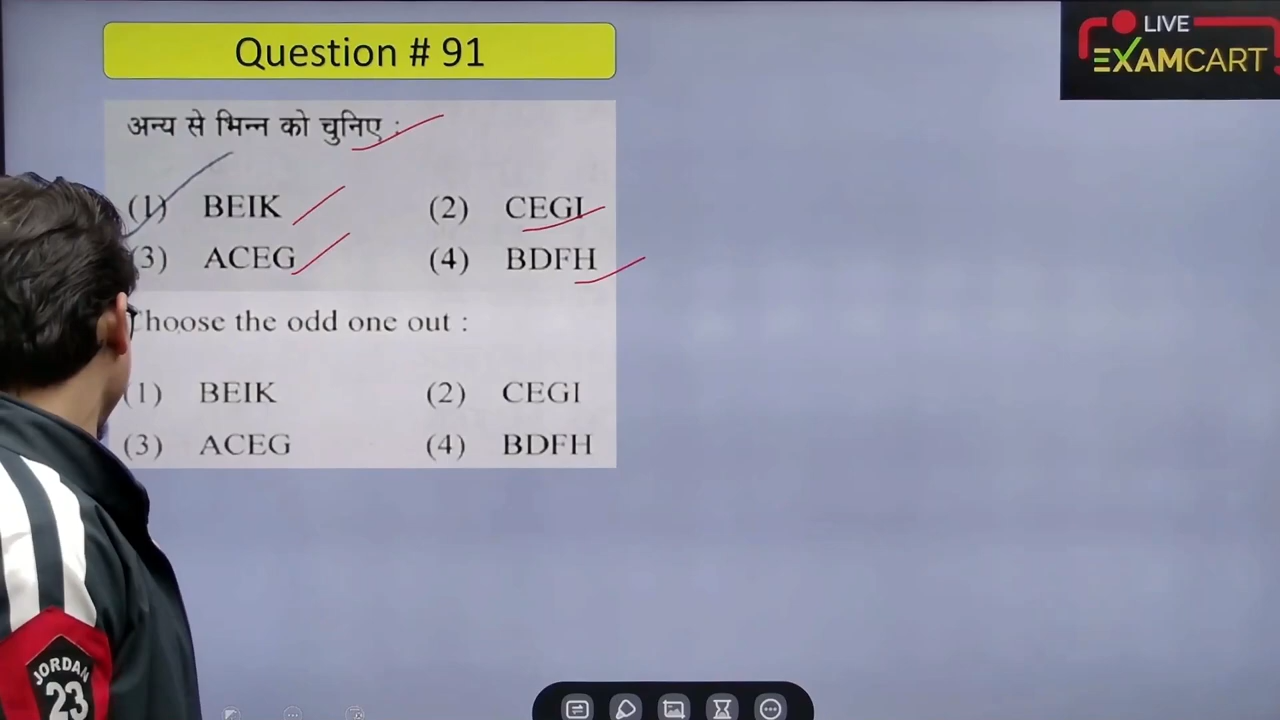 Question # 91
LIVE
EXAMCART
अन्य से भिन्न को चुनिए :
(1) BEIK (2) CEGI
(3) ACEG (4) BDFH
Choose the odd one out :
(1) BEIK (2) CEGI
(3) ACEG (4) BDFH
JORDAN
23